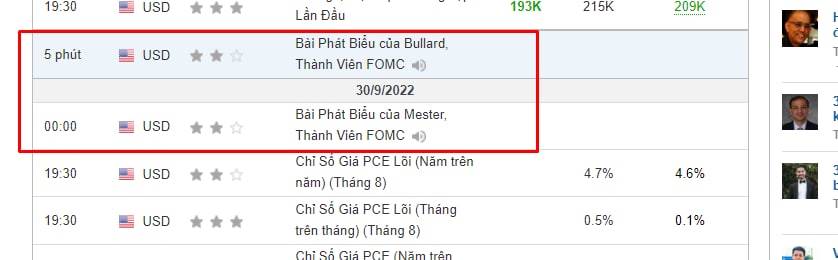 19:30 USD 193K 215K 209K
Lần Đầu
5 phút USD Bài Phát Biểu của Bullard,
Thành Viên FOMC
30/9/2022
00:00 USD Bài Phát Biểu của Mester,
Thành Viên FOMC
19:30 USD Chỉ Số Giá PCE Lõi (Năm trên
năm) (Tháng 8) 4.7% 4.6%
19:30 USD Chỉ Số Giá PCE Lõi (Tháng
trên tháng) (Tháng 8) 0.5% 0.1%
Chỉ Số Giá PCE (Năm trên